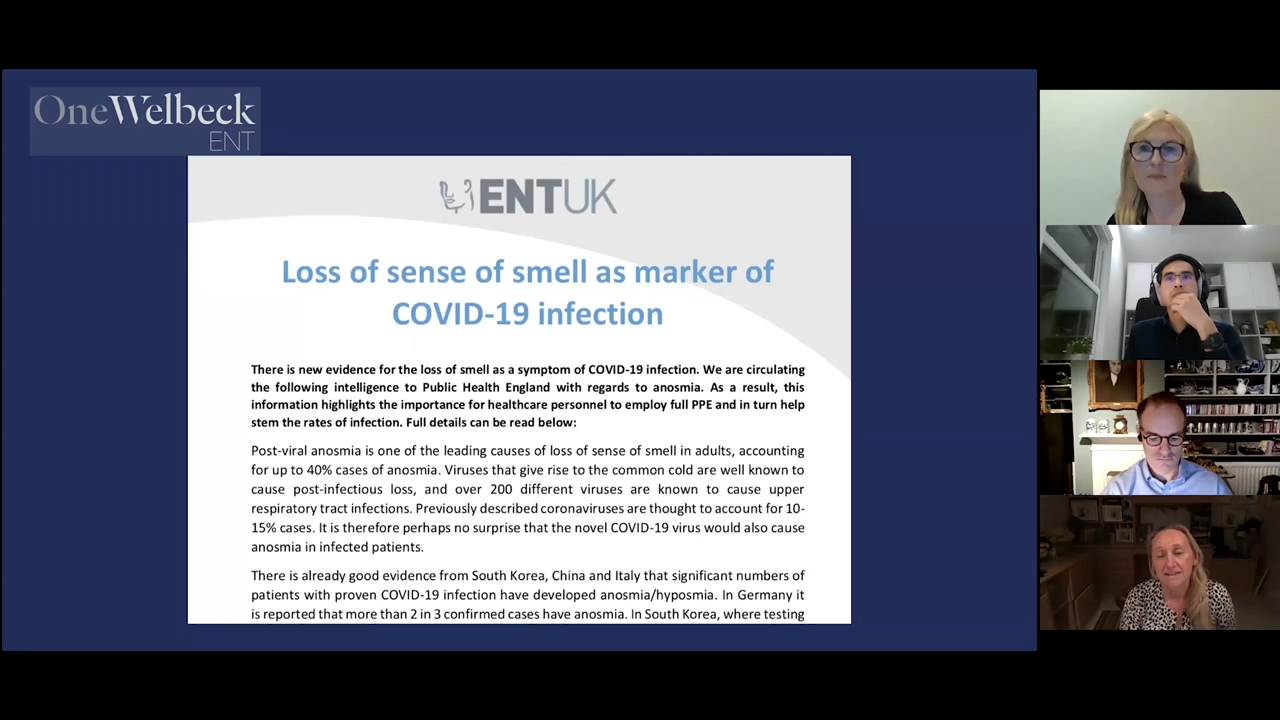 OneWelbeck
ENT
ENTUK
Loss of sense of smell as marker of
COVID-19 infection
There is new evidence for the loss of smell as a symptom of COVID-19 infection. We are circulating
the following intelligence to Public Health England with regards to anosmia. As a result, this
information highlights the importance for healthcare personnel to employ full PPE and in turn help
stem the rates of infection. Full details can be read below:
Post-viral anosmia is one of the leading causes of loss of sense of smell in adults, accounting
for up to 40% cases of anosmia. Viruses that give rise to the common cold are well known to
cause post-infectious loss, and over 200 different viruses are known to cause upper
respiratory tract infections. Previously described coronaviruses are thought to account for 10-
15% cases. It is therefore perhaps no surprise that the novel COVID-19 virus would also cause
anosmia in infected patients.
There is already good evidence from South Korea, China and Italy that significant numbers of
patients with proven COVID-19 infection have developed anosmia/hyposmia. In Germany it
is reported that more than 2 in 3 confirmed cases have anosmia. In South Korea, where testing